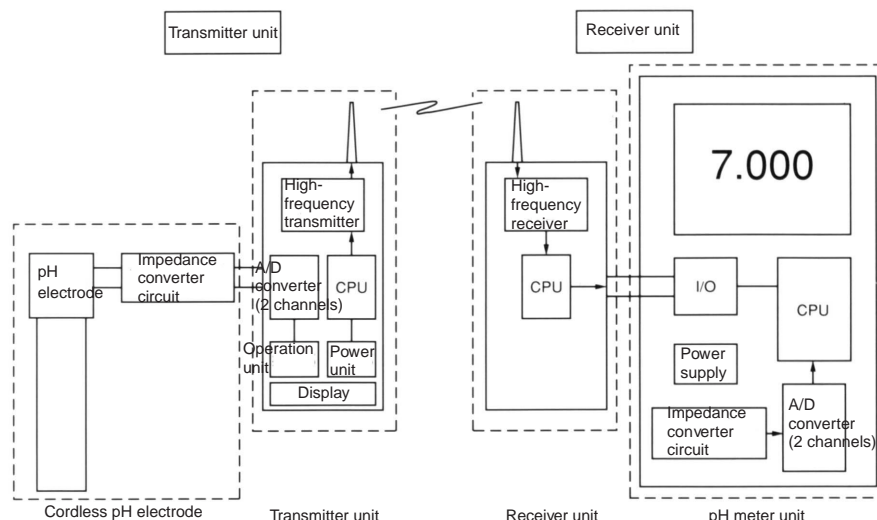 Transmitter unit
Receiver unit
7.000
High-
frequency
transmitter
High-
frequency
receiver
pH
electrode
Impedance
converter
circuit
A/D
converter
(2 channels)
CPU
CPU
I/O
CPU
Operation
unit
Power
unit
Display
Power
supply
Impedance
converter
circuit
A/D
converter
(2 channels)
Cordless pH electrode
Transmitter unit
Receiver unit
pH meter unit